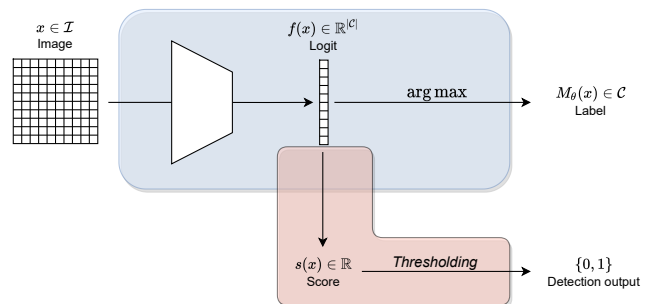 x ∈ 𝓘
Image
f(x) ∈ ℝ^{|𝒞|}
Logit
arg max
M_θ(x) ∈ 𝒞
Label
s(x) ∈ ℝ
Score
Thresholding
{0, 1}
Detection output